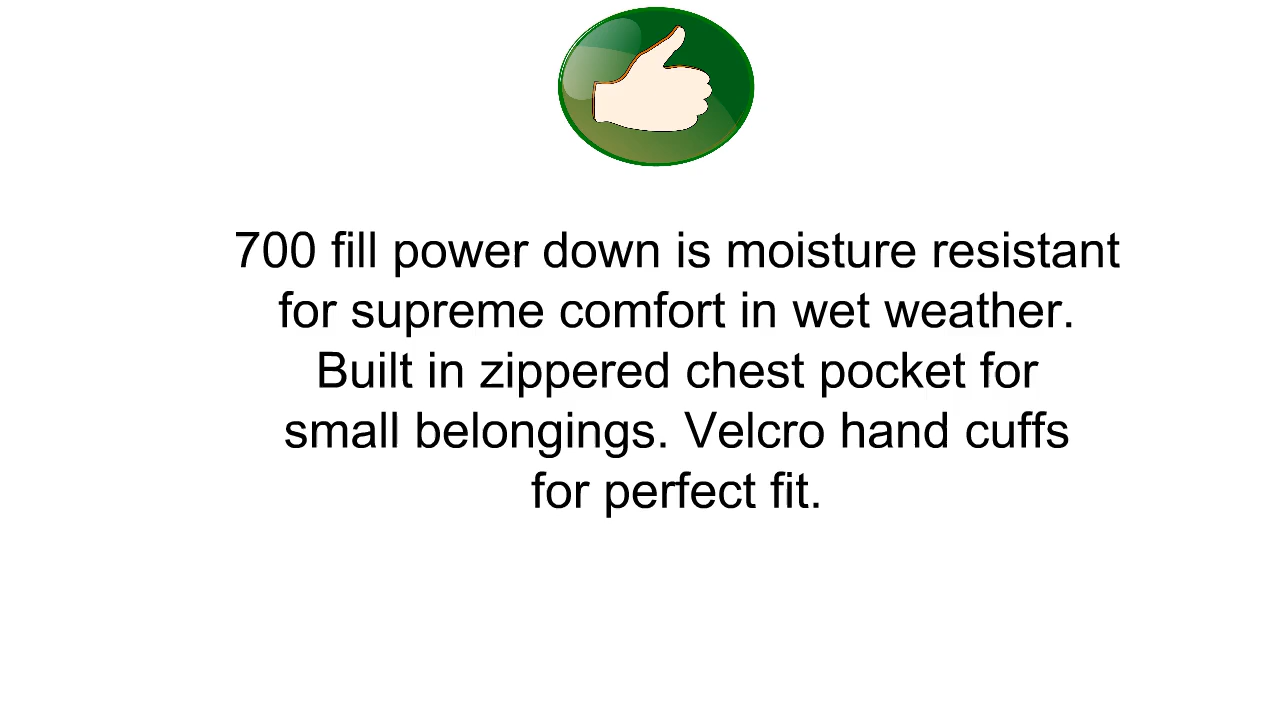 700 fill power down is moisture resistant
for supreme comfort in wet weather.
Built in zippered chest pocket for
small belongings. Velcro hand cuffs
for perfect fit.